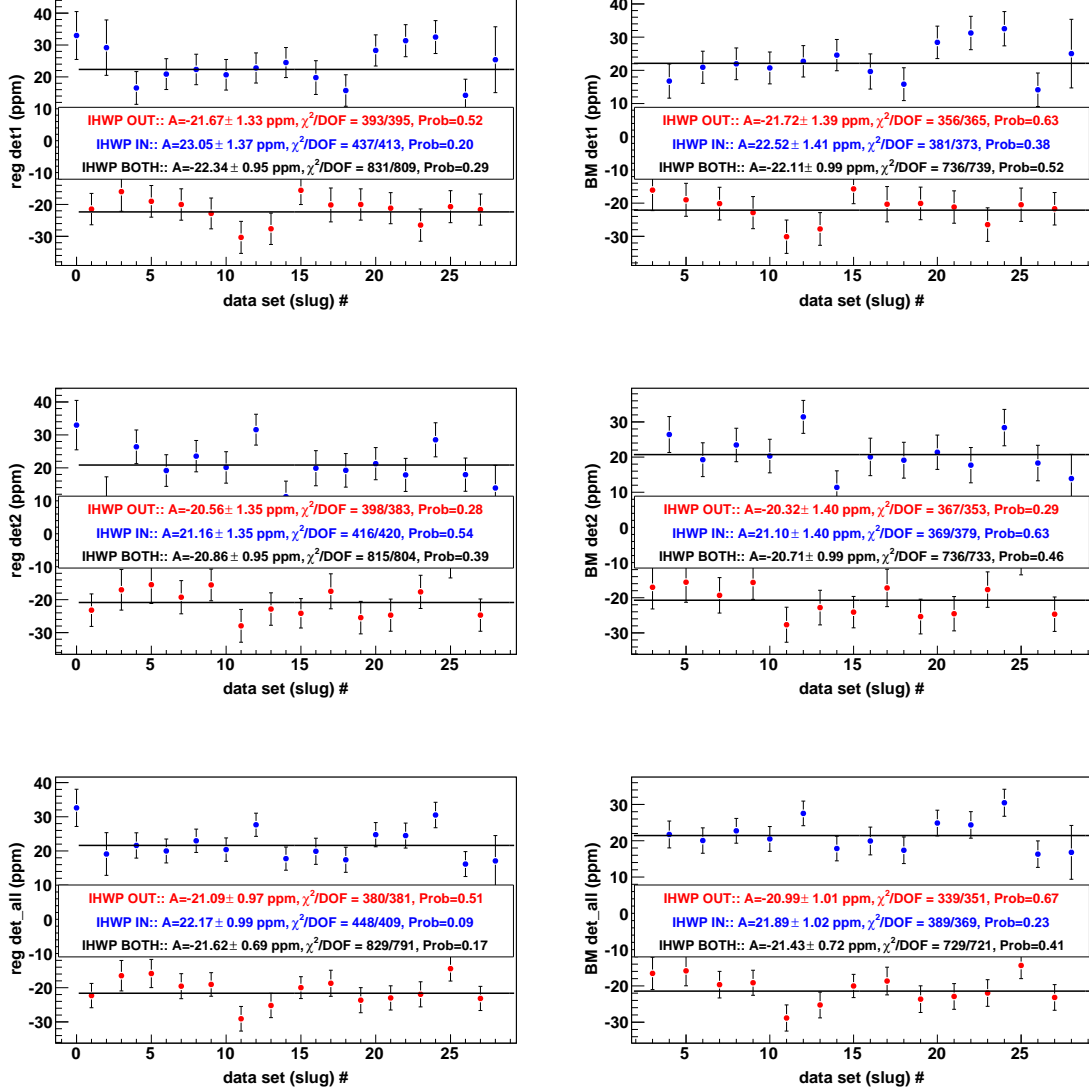 40
30
20
10
0
-10
-20
-30
reg det1 (ppm)
IHWP OUT:: A=-21.67± 1.33 ppm, χ²/DOF = 393/395, Prob=0.52
IHWP IN:: A=23.05± 1.37 ppm, χ²/DOF = 437/413, Prob=0.20
IHWP BOTH:: A=-22.34± 0.95 ppm, χ²/DOF = 831/809, Prob=0.29
0 5 10 15 20 25
data set (slug) #
30
20
10
0
-10
-20
-30
BM det1 (ppm)
IHWP OUT:: A=-21.72± 1.39 ppm, χ²/DOF = 356/365, Prob=0.63
IHWP IN:: A=22.52± 1.41 ppm, χ²/DOF = 381/373, Prob=0.38
IHWP BOTH:: A=-22.11± 0.99 ppm, χ²/DOF = 736/739, Prob=0.52
5 10 15 20 25
data set (slug) #
40
30
20
10
0
-10
-20
-30
reg det2 (ppm)
IHWP OUT:: A=-20.56± 1.35 ppm, χ²/DOF = 398/383, Prob=0.28
IHWP IN:: A=21.16± 1.35 ppm, χ²/DOF = 416/420, Prob=0.54
IHWP BOTH:: A=-20.86± 0.95 ppm, χ²/DOF = 815/804, Prob=0.39
0 5 10 15 20 25
data set (slug) #
30
20
10
0
-10
-20
-30
BM det2 (ppm)
IHWP OUT:: A=-20.32± 1.40 ppm, χ²/DOF = 367/353, Prob=0.29
IHWP IN:: A=21.10± 1.40 ppm, χ²/DOF = 369/379, Prob=0.63
IHWP BOTH:: A=-20.71± 0.99 ppm, χ²/DOF = 736/733, Prob=0.46
5 10 15 20 25
data set (slug) #
40
30
20
10
0
-10
-20
-30
reg det_all (ppm)
IHWP OUT:: A=-21.09± 0.97 ppm, χ²/DOF = 380/381, Prob=0.51
IHWP IN:: A=22.17± 0.99 ppm, χ²/DOF = 448/409, Prob=0.09
IHWP BOTH:: A=-21.62± 0.69 ppm, χ²/DOF = 829/791, Prob=0.17
0 5 10 15 20 25
data set (slug) #
30
20
10
0
-10
-20
-30
BM det_all (ppm)
IHWP OUT:: A=-20.99± 1.01 ppm, χ²/DOF = 339/351, Prob=0.67
IHWP IN:: A=21.89± 1.02 ppm, χ²/DOF = 389/369, Prob=0.23
IHWP BOTH:: A=-21.43± 0.72 ppm, χ²/DOF = 729/721, Prob=0.41
5 10 15 20 25
data set (slug) #